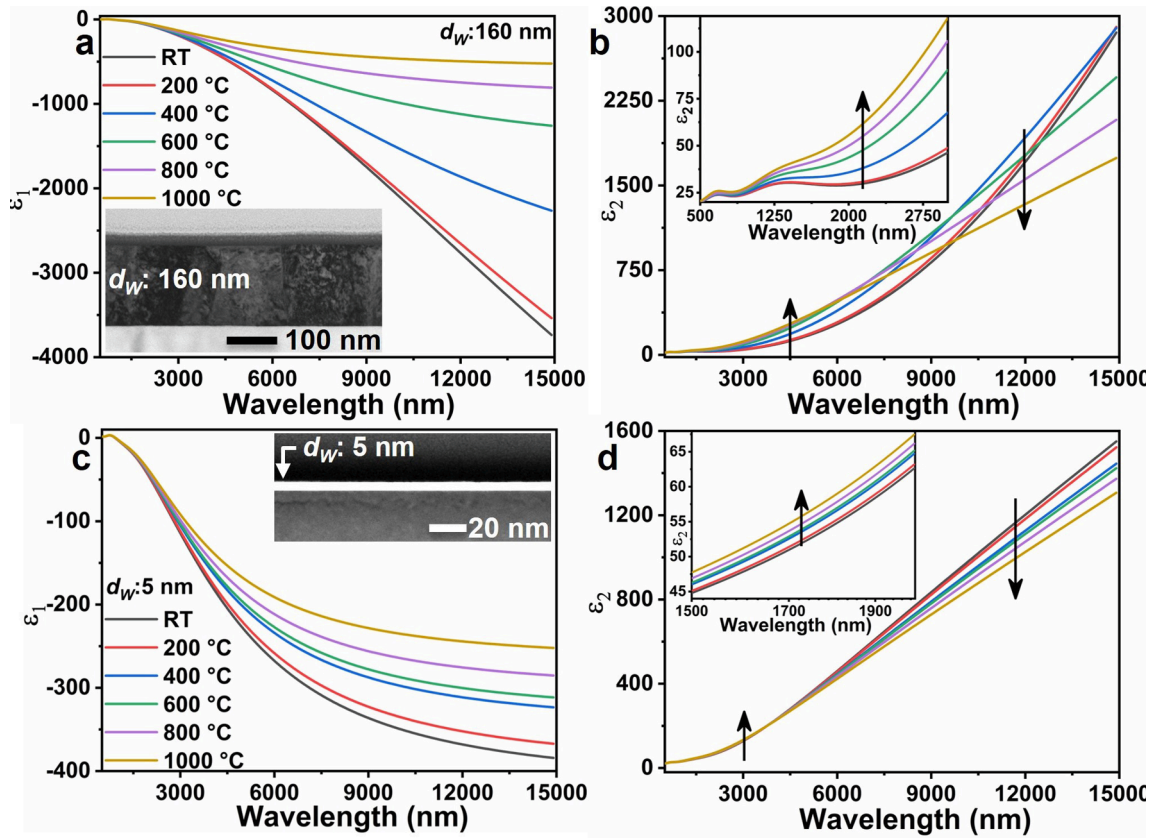 a
d_W:160 nm
RT
200 °C
400 °C
600 °C
800 °C
1000 °C
d_W: 160 nm
100 nm
0
-1000
-2000
-3000
-4000
ε₁
3000 6000 9000 12000 15000
Wavelength (nm)
b
3000
2250
1500
750
0
ε₂
3000 6000 9000 12000 15000
Wavelength (nm)
100
75
50
25
ε₂
500 1250 2000 2750
Wavelength (nm)
c
d_W: 5 nm
20 nm
d_W:5 nm
RT
200 °C
400 °C
600 °C
800 °C
1000 °C
0
-100
-200
-300
-400
ε₁
3000 6000 9000 12000 15000
Wavelength (nm)
d
1600
1200
800
400
0
ε₂
3000 6000 9000 12000 15000
Wavelength (nm)
65
60
55
50
45
ε₂
1500 1700 1900
Wavelength (nm)